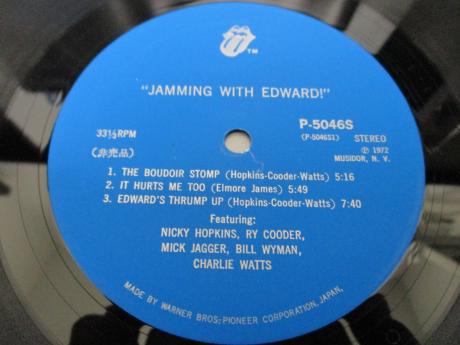 TM
"JAMMING WITH EDWARD!"
33⅓RPM
(非売品)
P-5046S
(P-5046S1) STEREO
Ⓟ 1972
MUSIDOR, N. V.
1. THE BOUDOIR STOMP (Hopkins-Cooder-Watts) 5:16
2. IT HURTS ME TOO (Elmore James) 5:49
3. EDWARD'S THRUMP UP (Hopkins-Cooder-Watts) 7:40
Featuring:
NICKY HOPKINS, RY COODER,
MICK JAGGER, BILL WYMAN,
CHARLIE WATTS
MADE BY WARNER BROS-PIONEER CORPORATION, JAPAN,